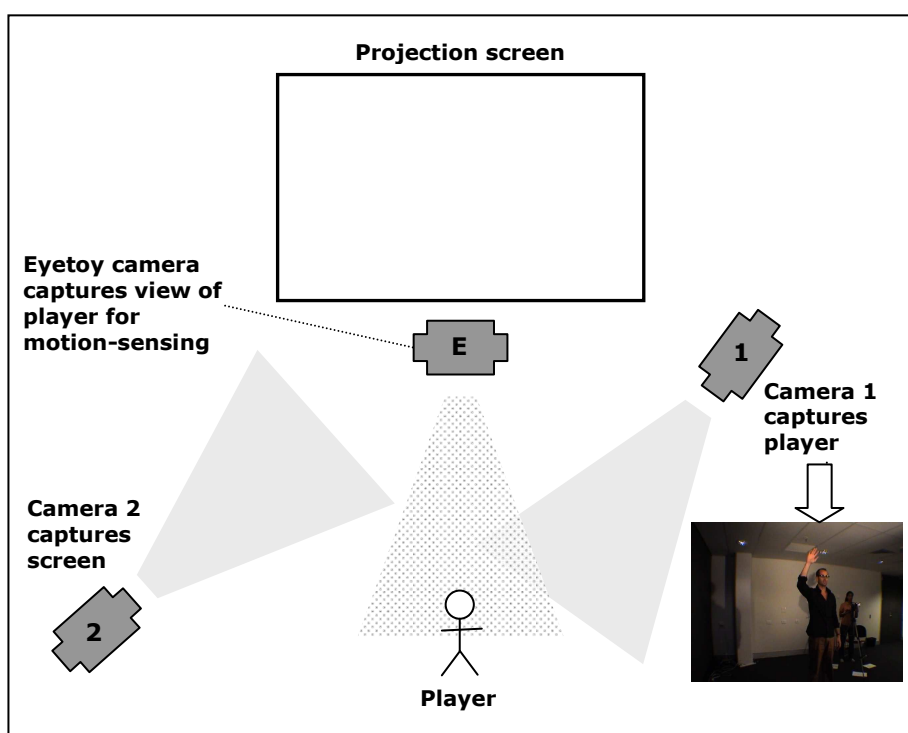 Projection screen
Eyetoy camera
captures view of
player for
motion-sensing
E
1
Camera 1
captures
player
Camera 2
captures
screen
2
Player